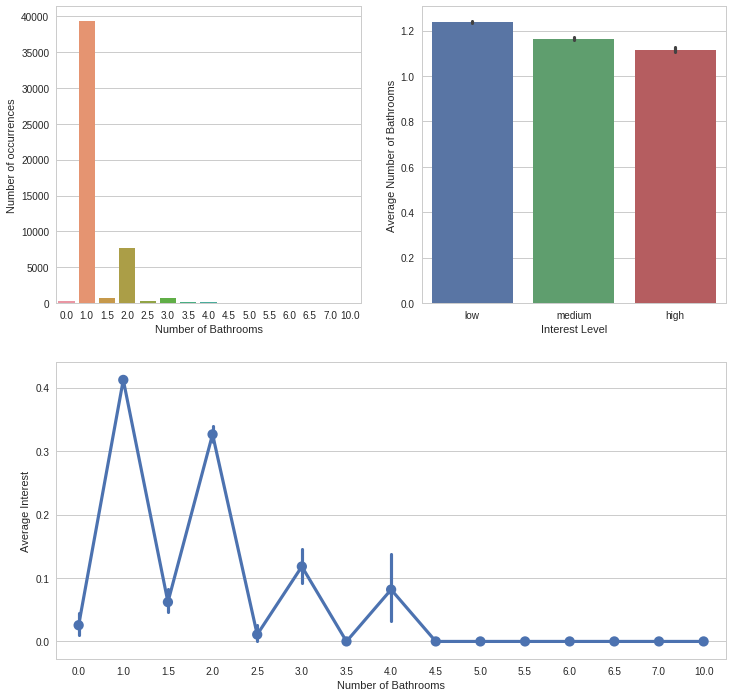 Number of occurrences
40000
35000
30000
25000
20000
15000
10000
5000
0
0.0 1.0 1.5 2.0 2.5 3.0 3.5 4.0 4.5 5.0 5.5 6.0 6.5 7.0 10.0
Number of Bathrooms
Average Number of Bathrooms
1.2
1.0
0.8
0.6
0.4
0.2
0.0
low medium high
Interest Level
Average Interest
0.4
0.3
0.2
0.1
0.0
0.0 1.0 1.5 2.0 2.5 3.0 3.5 4.0 4.5 5.0 5.5 6.0 6.5 7.0 10.0
Number of Bathrooms